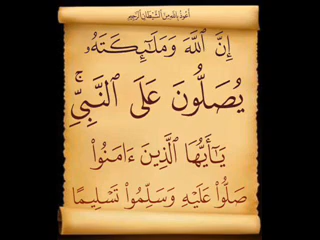 أعوذ بالله من الشيطان الرجيم
إِنَّ ٱللَّهَ وَمَلَـٰٓئِكَتَهُۥ
يُصَلُّونَ عَلَى ٱلنَّبِىِّ ۚ
يَـٰٓأَيُّهَا ٱلَّذِينَ ءَامَنُوا۟
صَلُّوا۟ عَلَيْهِ وَسَلِّمُوا۟ تَسْلِيمًا